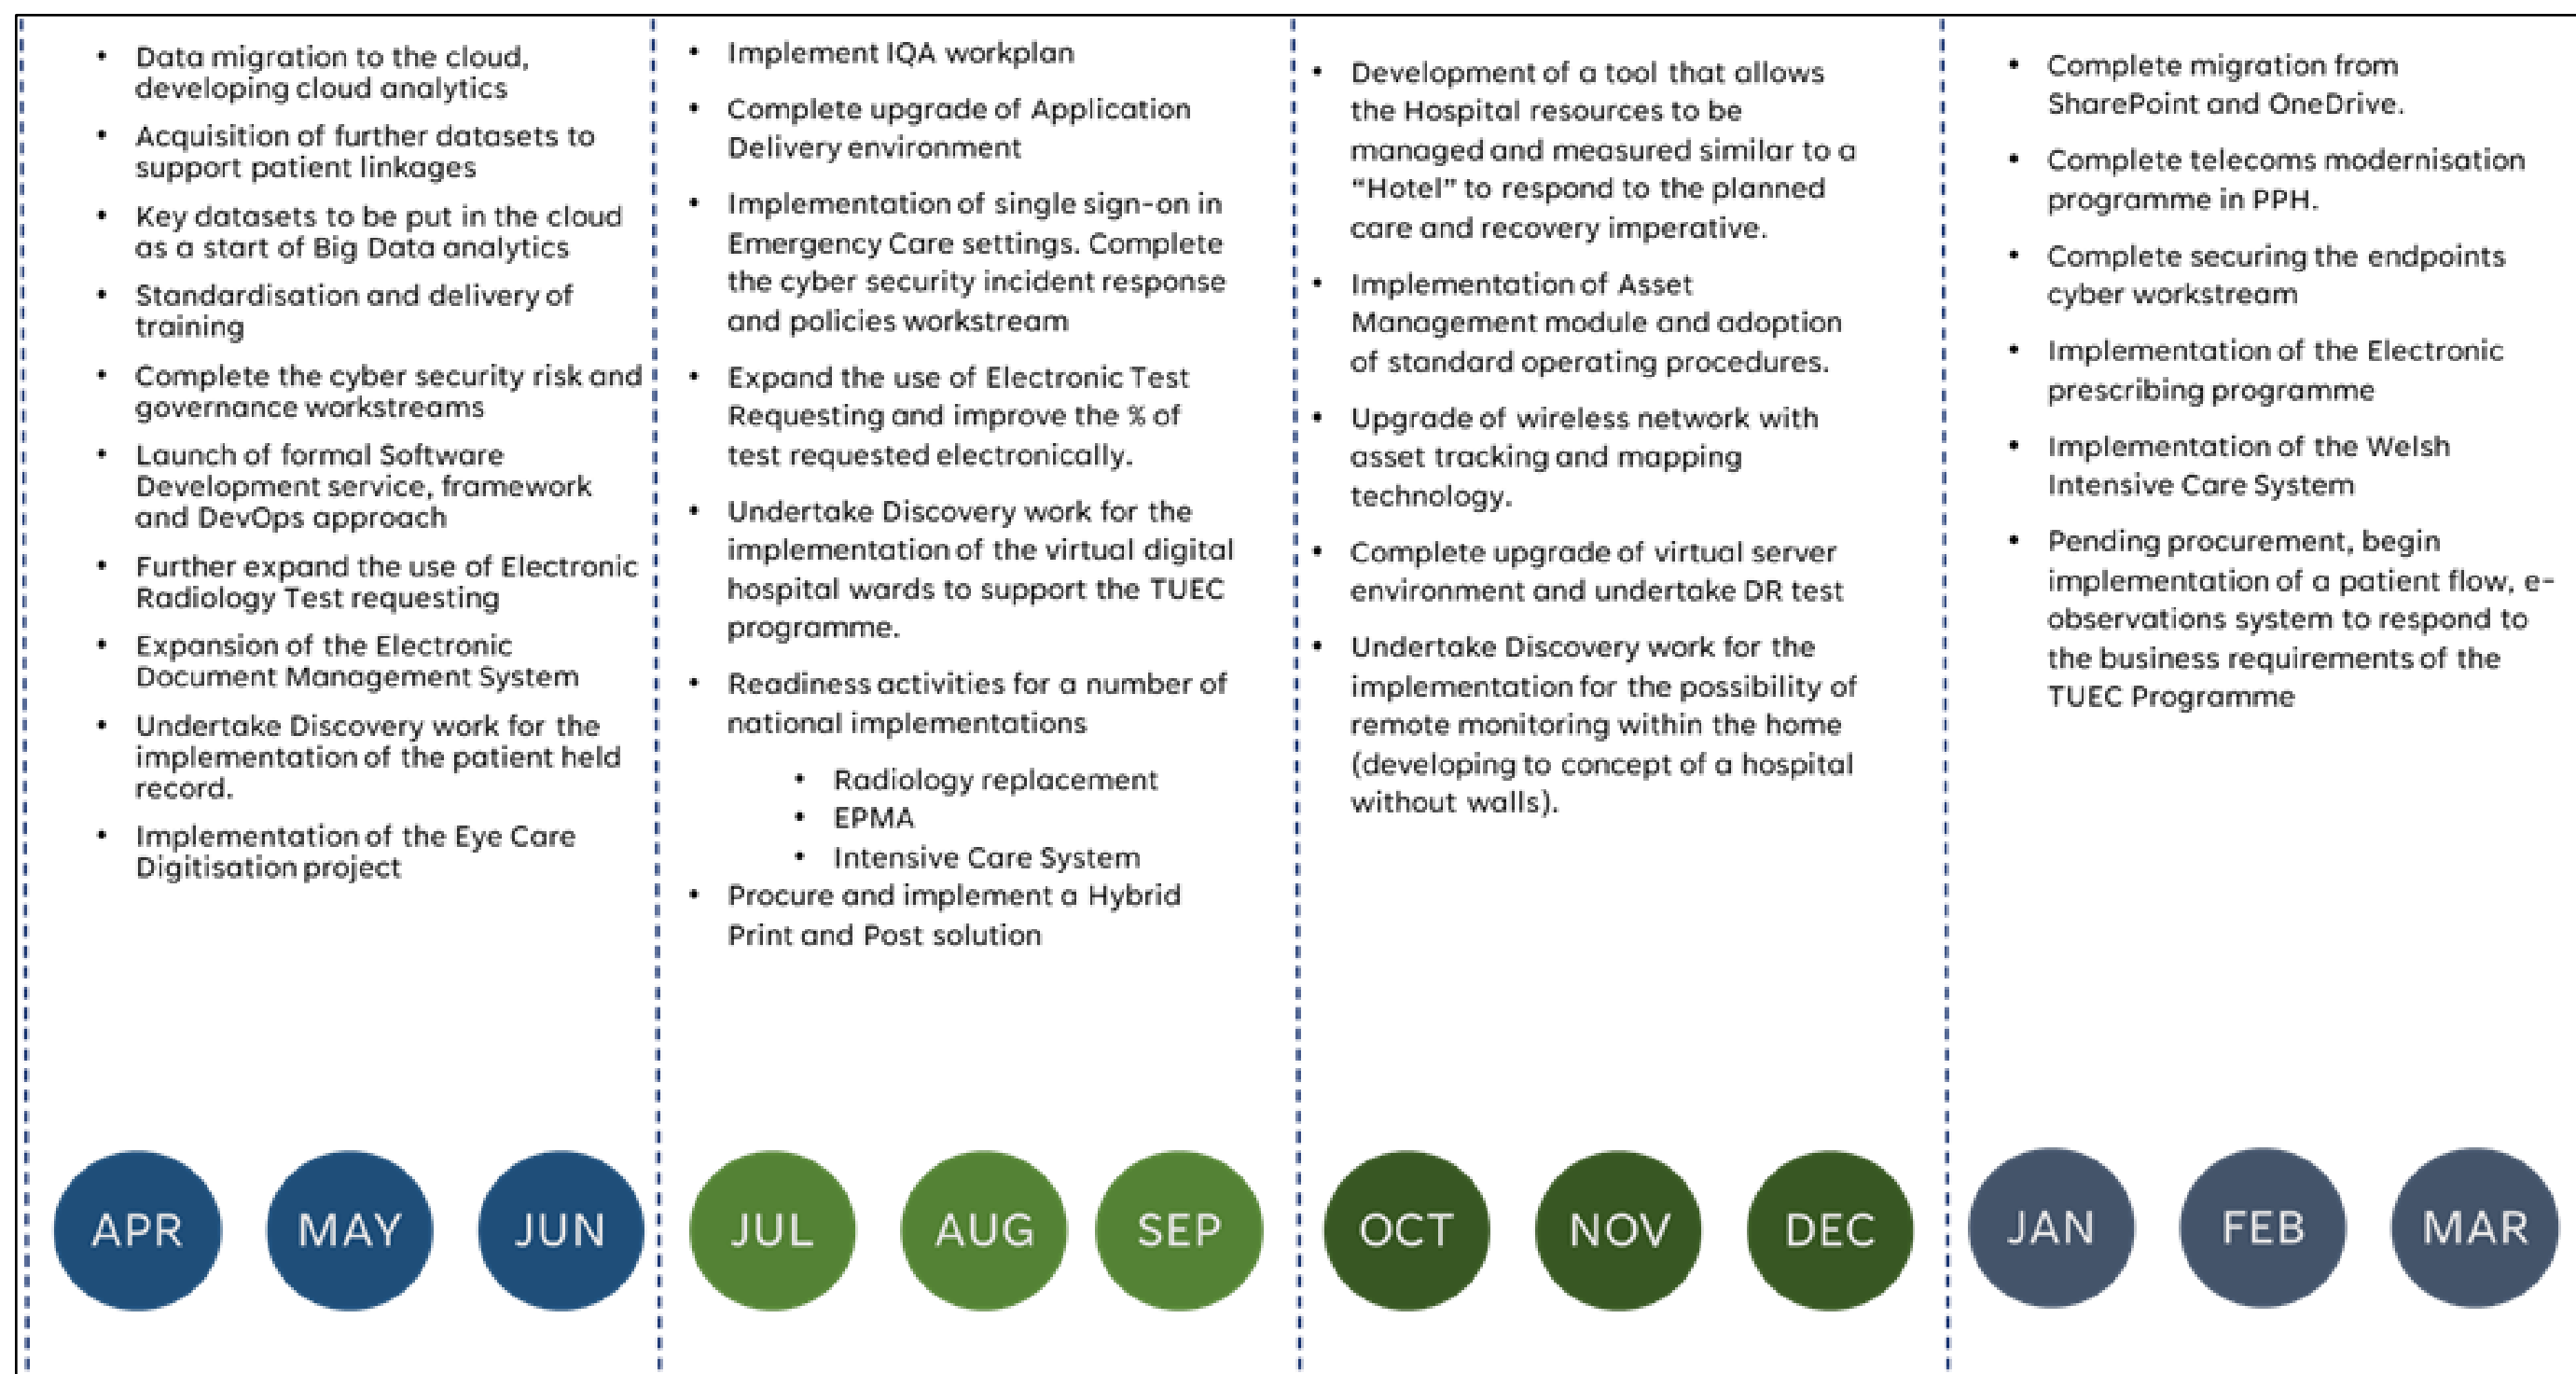 • Data migration to the cloud,
developing cloud analytics
• Acquisition of further datasets to
support patient linkages
• Key datasets to be put in the cloud
as a start of Big Data analytics
• Standardisation and delivery of
training
• Complete the cyber security risk and
governance workstreams
• Launch of formal Software
Development service, framework
and DevOps approach
• Further expand the use of Electronic
Radiology Test requesting
• Expansion of the Electronic
Document Management System
• Undertake Discovery work for the
implementation of the patient held
record.
• Implementation of the Eye Care
Digitisation project
• Implement IQA workplan
• Complete upgrade of Application
Delivery environment
• Implementation of single sign-on in
Emergency Care settings. Complete
the cyber security incident response
and policies workstream
• Expand the use of Electronic Test
Requesting and improve the % of
test requested electronically.
• Undertake Discovery work for the
implementation of the virtual digital
hospital wards to support the TUEC
programme.
• Readiness activities for a number of
national implementations
• Radiology replacement
• EPMA
• Intensive Care System
• Procure and implement a Hybrid
Print and Post solution
• Development of a tool that allows
the Hospital resources to be
managed and measured similar to a
“Hotel” to respond to the planned
care and recovery imperative.
• Implementation of Asset
Management module and adoption
of standard operating procedures.
• Upgrade of wireless network with
asset tracking and mapping
technology.
• Complete upgrade of virtual server
environment and undertake DR test
• Undertake Discovery work for the
implementation for the possibility of
remote monitoring within the home
(developing to concept of a hospital
without walls).
• Complete migration from
SharePoint and OneDrive.
• Complete telecoms modernisation
programme in PPH.
• Complete securing the endpoints
cyber workstream
• Implementation of the Electronic
prescribing programme
• Implementation of the Welsh
Intensive Care System
• Pending procurement, begin
implementation of a patient flow, e-
observations system to respond to
the business requirements of the
TUEC Programme
APR MAY JUN JUL AUG SEP OCT NOV DEC JAN FEB MAR